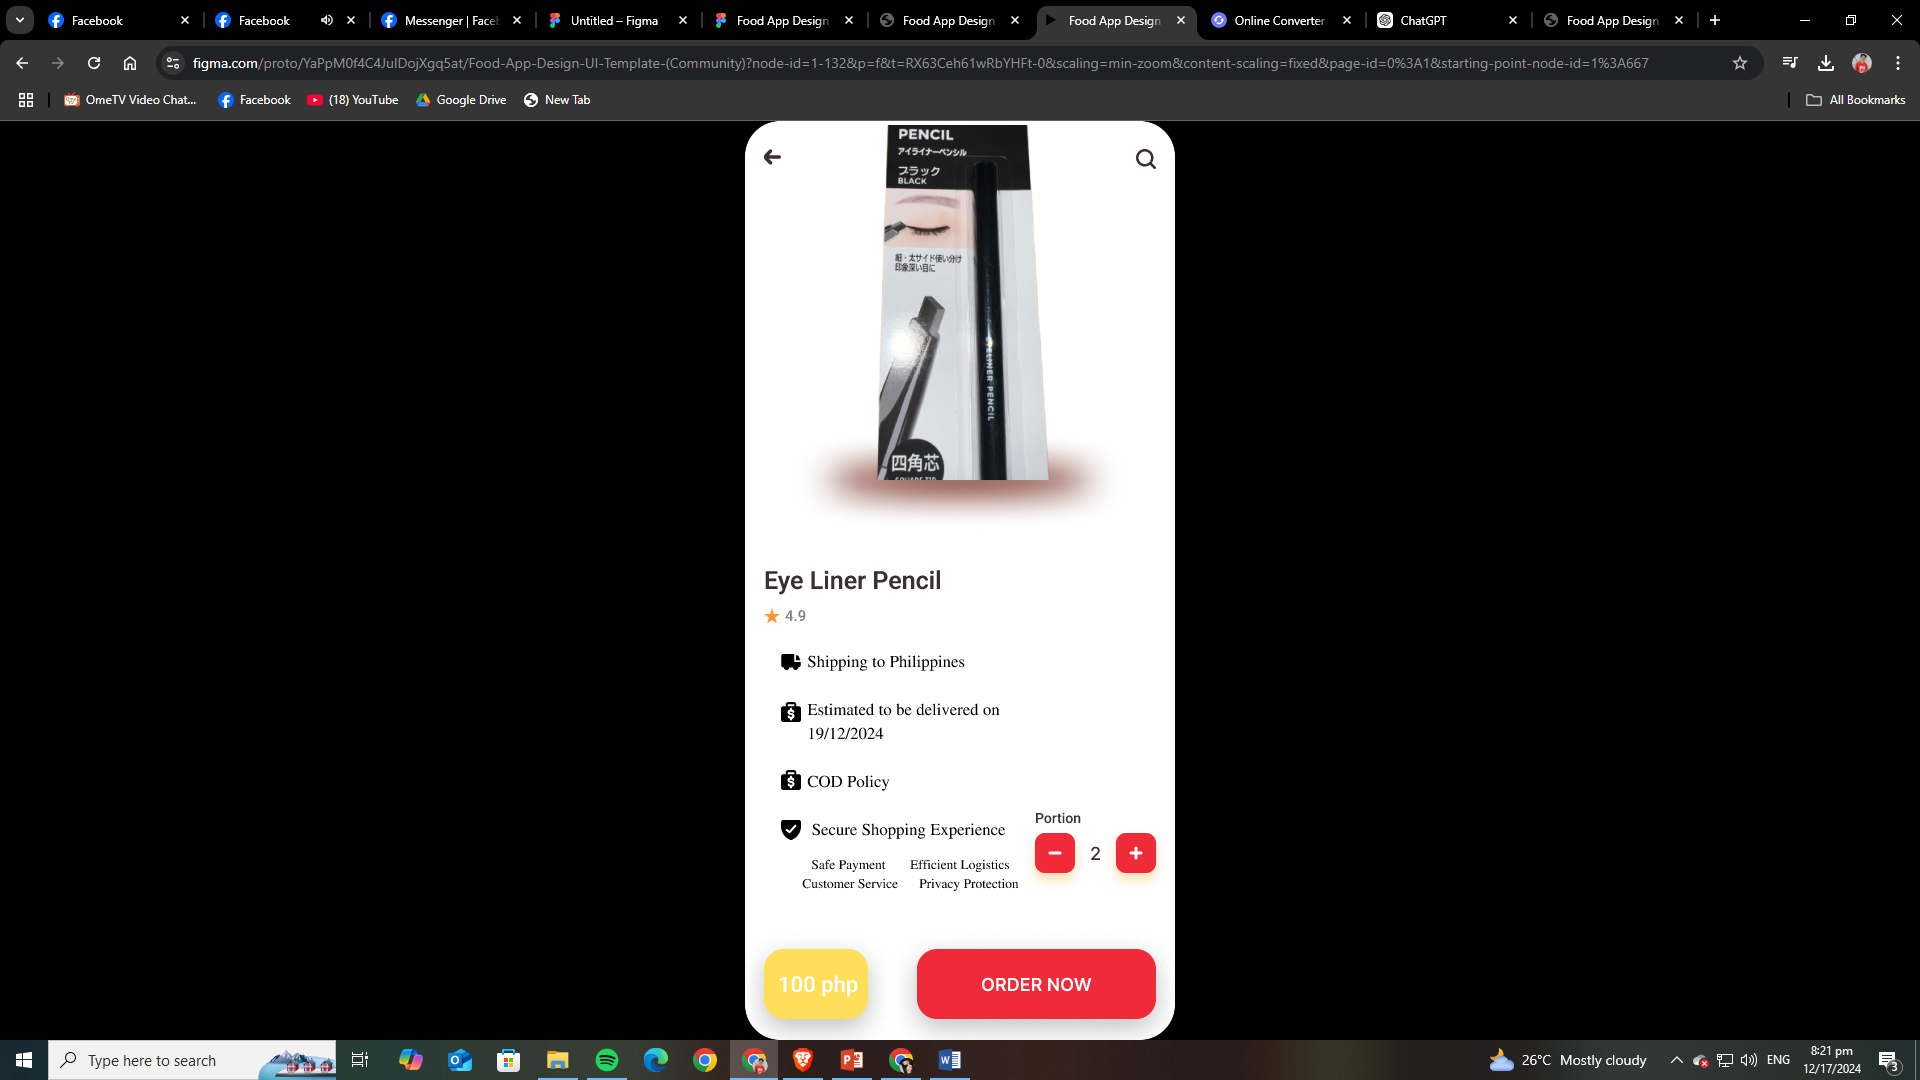 Facebook
Facebook
Messenger | Faceb
Untitled – Figma
Food App Design
Food App Design
Food App Design
Online Converter
ChatGPT
Food App Design
figma.com/proto/YaPpM0f4C4JuIDojXgq5at/Food-App-Design-UI-Template-(Community)?node-id=1-132&p=f&t=RX63Ceh61wRbYHFt-0&scaling=min-zoom&content-scaling=fixed&page-id=0%3A1&starting-point-node-id=1%3A667
OmeTV Video Chat...
Facebook
(18) YouTube
Google Drive
New Tab
All Bookmarks
PENCIL
アイライナーペンシル
ブラック
BLACK
細・太サイド使い分け
印象深い目に
EYELINER PENCIL
四角芯
SQUARE TIP
Eye Liner Pencil
4.9
Shipping to Philippines
Estimated to be delivered on
19/12/2024
COD Policy
Secure Shopping Experience
Safe Payment Efficient Logistics
Customer Service Privacy Protection
Portion
2
100 php
ORDER NOW
Type here to search
26°C Mostly cloudy
ENG
8:21 pm
12/17/2024
3